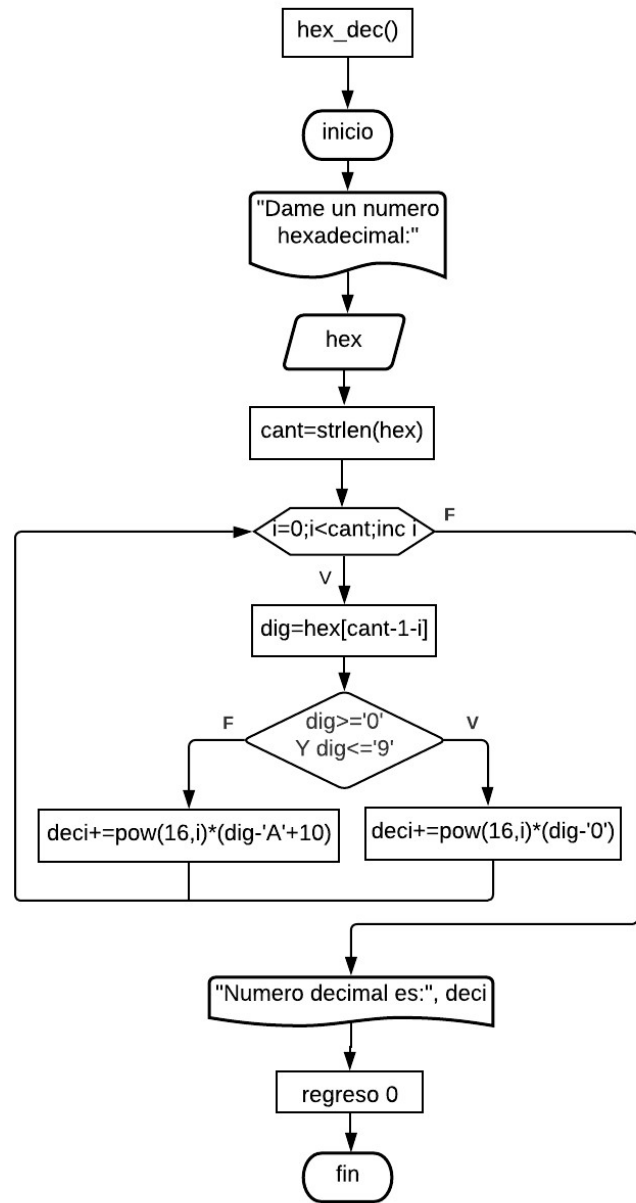 hex_dec()
inicio
"Dame un numero
hexadecimal:"
hex
cant=strlen(hex)
i=0;i<cant;inc i
F
V
dig=hex[cant-1-i]
F
dig>='0'
Y dig<='9'
V
deci+=pow(16,i)*(dig-'A'+10)
deci+=pow(16,i)*(dig-'0')
"Numero decimal es:", deci
regreso 0
fin